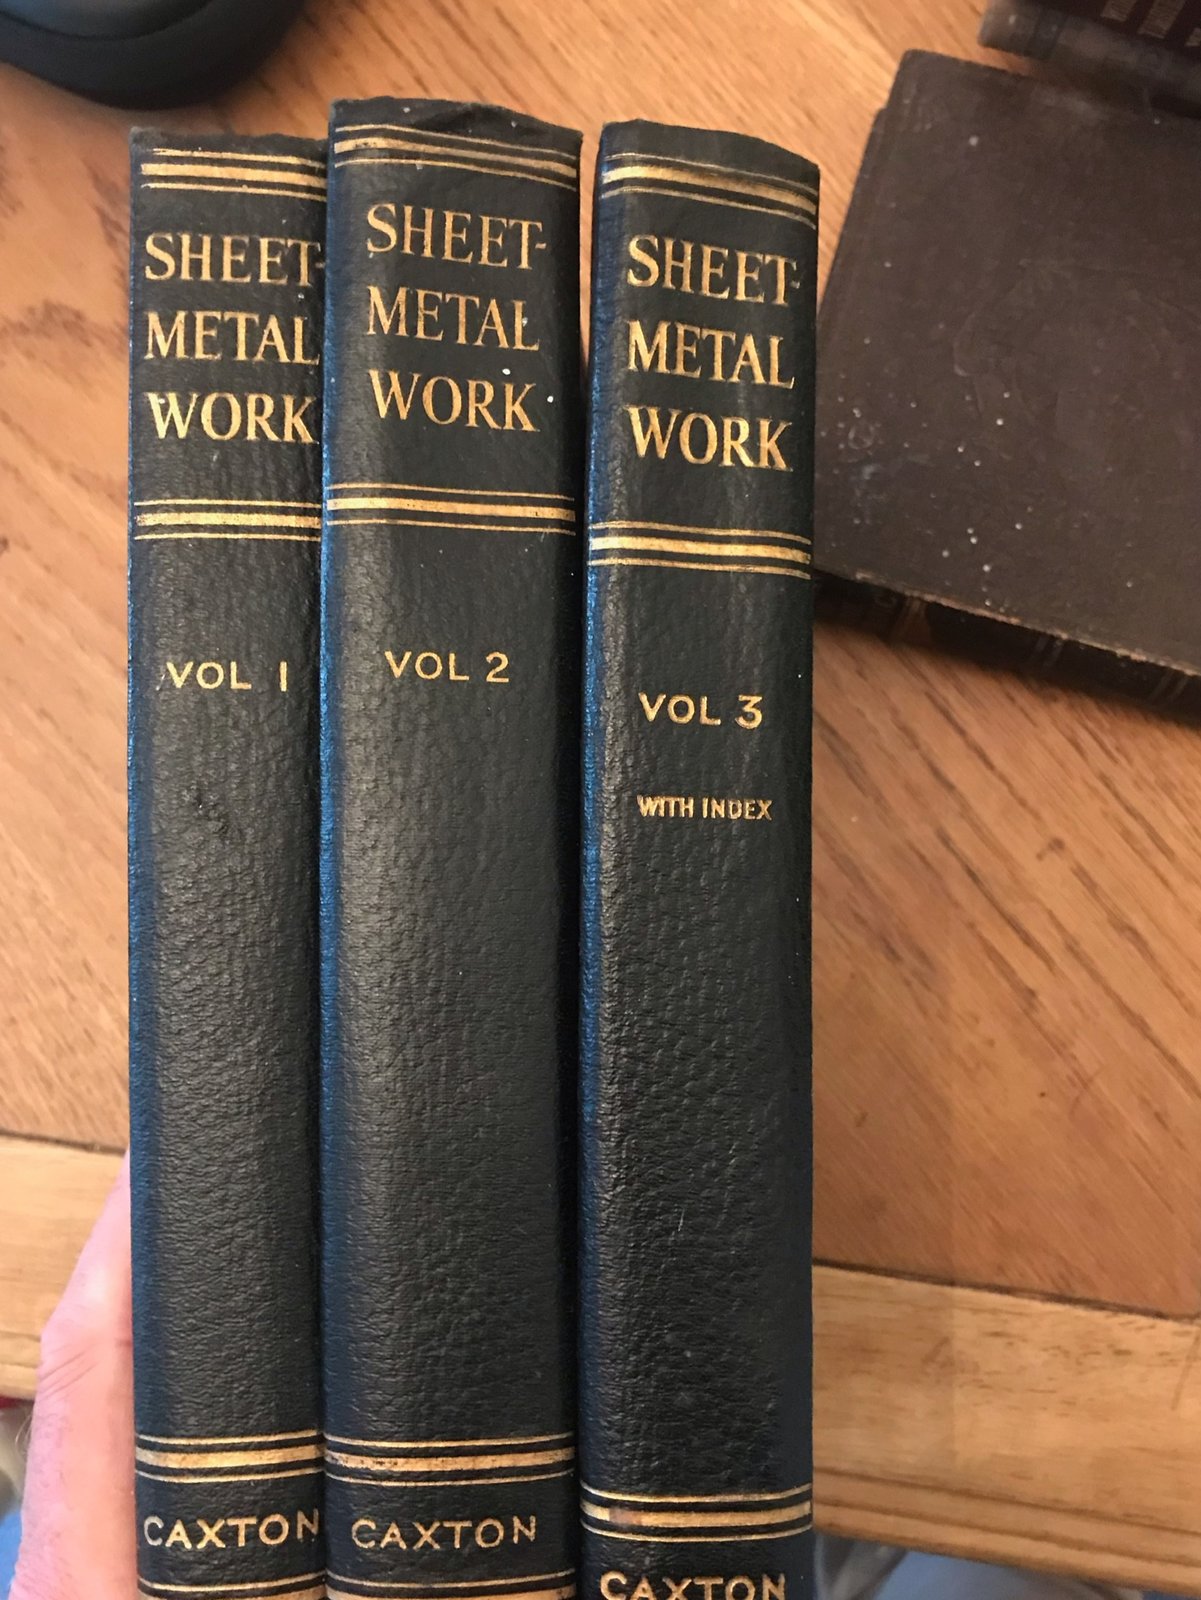 SHEET-
METAL
WORK
VOL 1
CAXTON
SHEET-
METAL
WORK
VOL 2
CAXTON
SHEET-
METAL
WORK
VOL 3
WITH INDEX
CAXTON